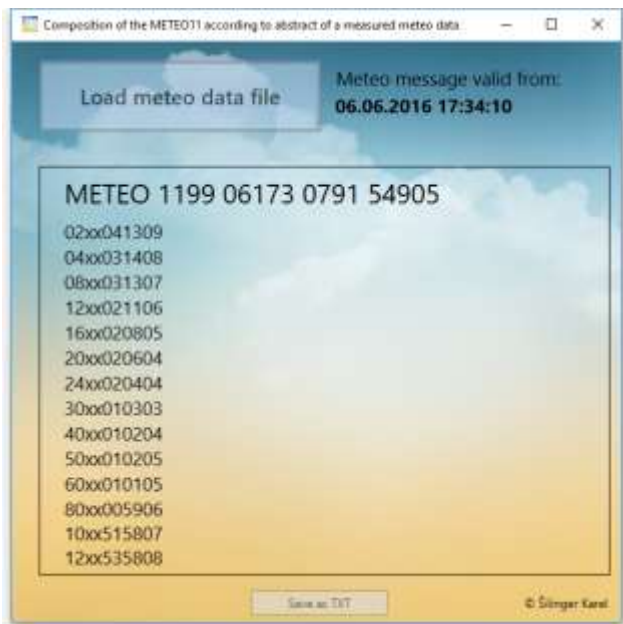 Composition of the METEO11 according to abstract of a measured meteo data
Load meteo data file
Meteo message valid from:
06.06.2016 17:34:10
METEO 1199 06173 0791 54905
02xx041309
04xx031408
08xx031307
12xx021106
16xx020805
20xx020604
24xx020404
30xx010303
40xx010204
50xx010205
60xx010105
80xx005906
10xx515807
12xx535808
Save as TXT
© Šilinger Karel